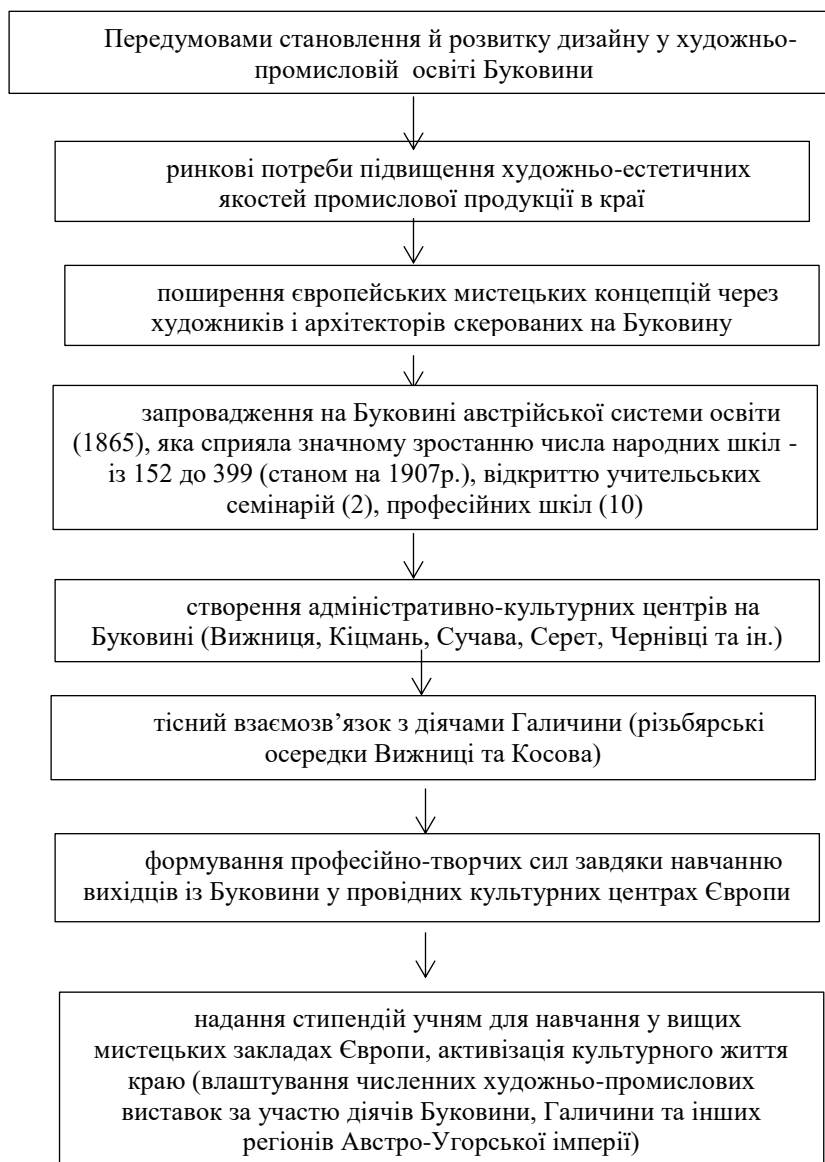 Передумовами становлення й розвитку дизайну у художньо-
промисловій освіті Буковини
ринкові потреби підвищення художньо-естетичних
якостей промислової продукції в краї
поширення європейських мистецьких концепцій через
художників і архітекторів скерованих на Буковину
запровадження на Буковині австрійської системи освіти
(1865), яка сприяла значному зростанню числа народних шкіл -
із 152 до 399 (станом на 1907р.), відкриттю учительських
семінарій (2), професійних шкіл (10)
створення адміністративно-культурних центрів на
Буковині (Вижниця, Кіцмань, Сучава, Серет, Чернівці та ін.)
тісний взаємозв’язок з діячами Галичини (різьбярські
осередки Вижниці та Косова)
формування професійно-творчих сил завдяки навчанню
вихідців із Буковини у провідних культурних центрах Європи
надання стипендій учням для навчання у вищих
мистецьких закладах Європи, активізація культурного життя
краю (влаштування численних художньо-промислових
виставок за участю діячів Буковини, Галичини та інших
регіонів Австро-Угорської імперії)